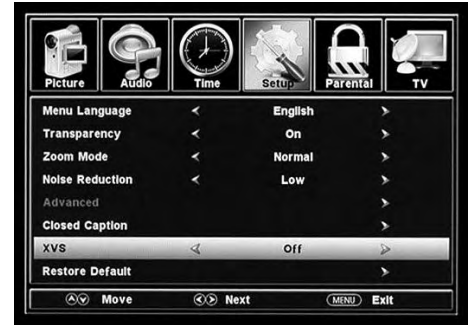 Picture Audio Time Setup Parental TV
Menu Language English
Transparency On
Zoom Mode Normal
Noise Reduction Low
Advanced
Closed Caption
XVS Off
Restore Default
Move Next MENU Exit